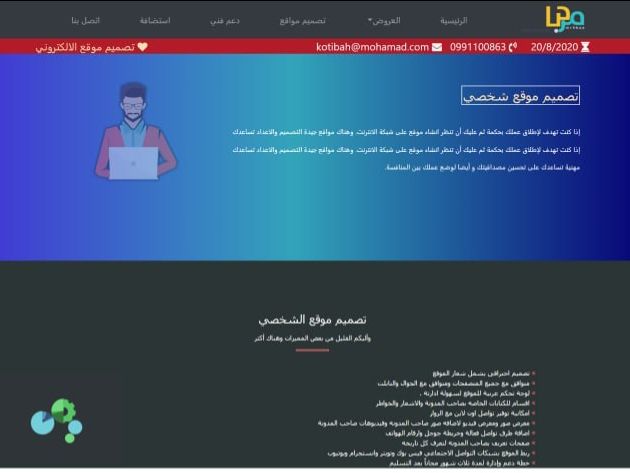 مرحبا
الرئيسية
العروض
تصميم مواقع
دعم فني
استضافة
اتصل بنا
20/8/2020
0991100863
kotibah@mohamad.com
تصميم موقع الالكتروني
تصميم موقع شخصي
إذا كنت تهدف لإطلاق عملك بحكمة لم عليك أن تنظر انشاء موقع على شبكة الانترنت. وهناك مواقع جيدة التصميم والاعداد تساعدك
إذا كنت تهدف لإطلاق عملك بحكمة لم عليك أن تنظر انشاء موقع على شبكة الانترنت. وهناك مواقع جيدة التصميم والاعداد تساعدك
مهنية تساعدك على تحسين مصداقيتك و أيضا لوضع عملك بين المنافسة.
تصميم موقع الشخصي
وأليكم القليل من بعض المميزات وهناك أكثر
تصميم احترافي يشمل شعار الموقع
متوافق مع جميع المتصفحات ومتوافق مع الجوال والتابلت
لوحة تحكم عربية للموقع لسهولة ادارته .
اقسام للكتابات الخاصة بصاحب المدونة والاشعار والخواطر
امكانية توفير تواصل اون لاين مع الزوار
معرض صور ومعرض فيديو لاضافة صور صاحب المدونة وفيديوهات صاحب المدونة
اضافة طرق تواصل فعالة وخريطة جوجل وارقام الهواتف
صفحات تعريف بصاحب المدونة لتعرف كل تاريخه
ربط الموقع بشبكات التواصل الاجتماعي فيس بوك وتويتر وانستجرام ويوتيوب
خطة دعم وإدارة لمدة ثلاث شهور مجاناً بعد التسليم